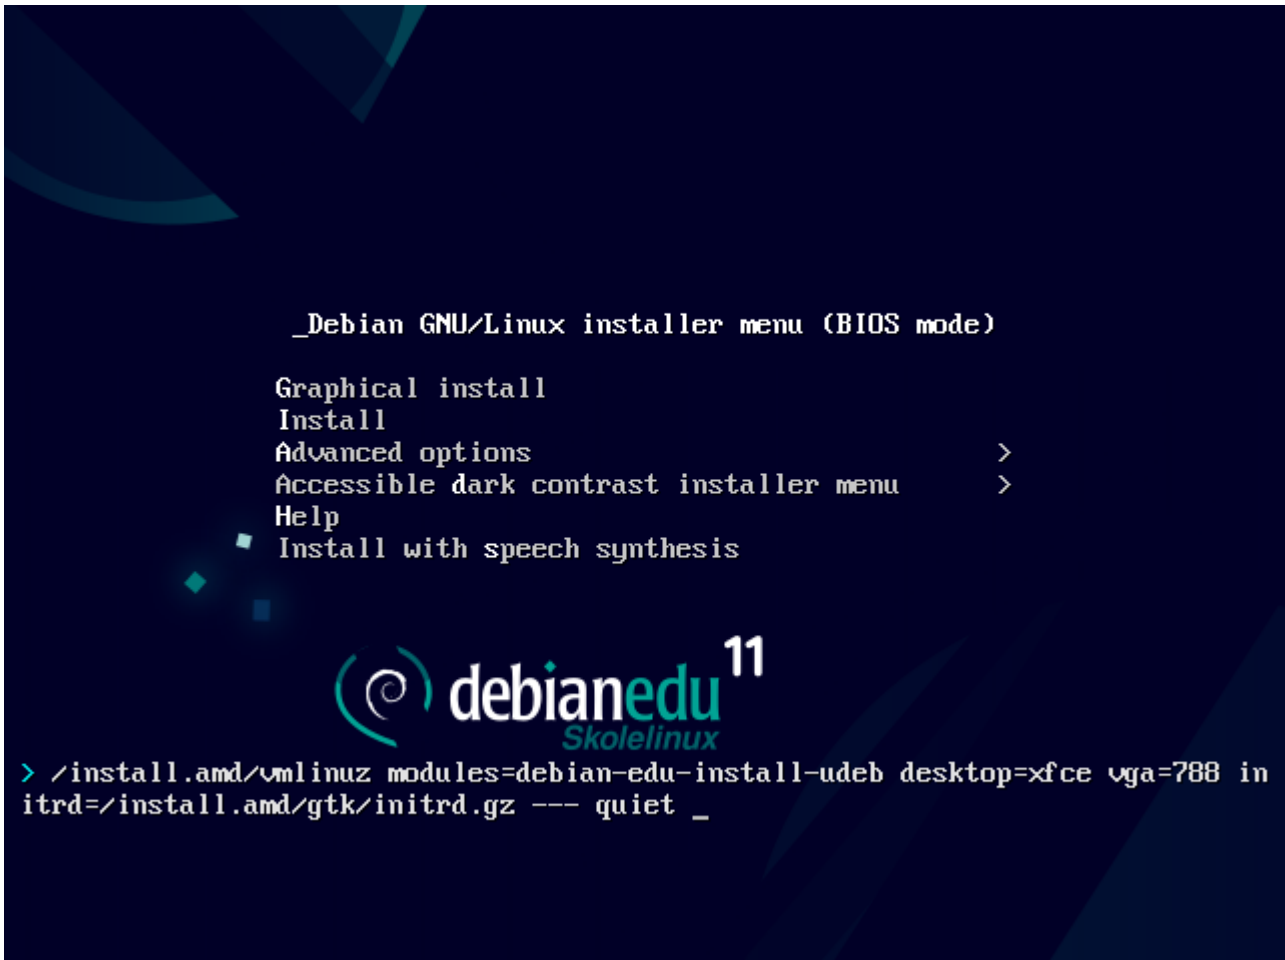 _Debian GNU/Linux installer menu (BIOS mode)
Graphical install
Install
Advanced options >
Accessible dark contrast installer menu >
Help
Install with speech synthesis
debianedu 11
Skolelinux
> /install.amd/vmlinuz modules=debian-edu-install-udeb desktop=xfce vga=788 in
itrd=/install.amd/gtk/initrd.gz --- quiet _